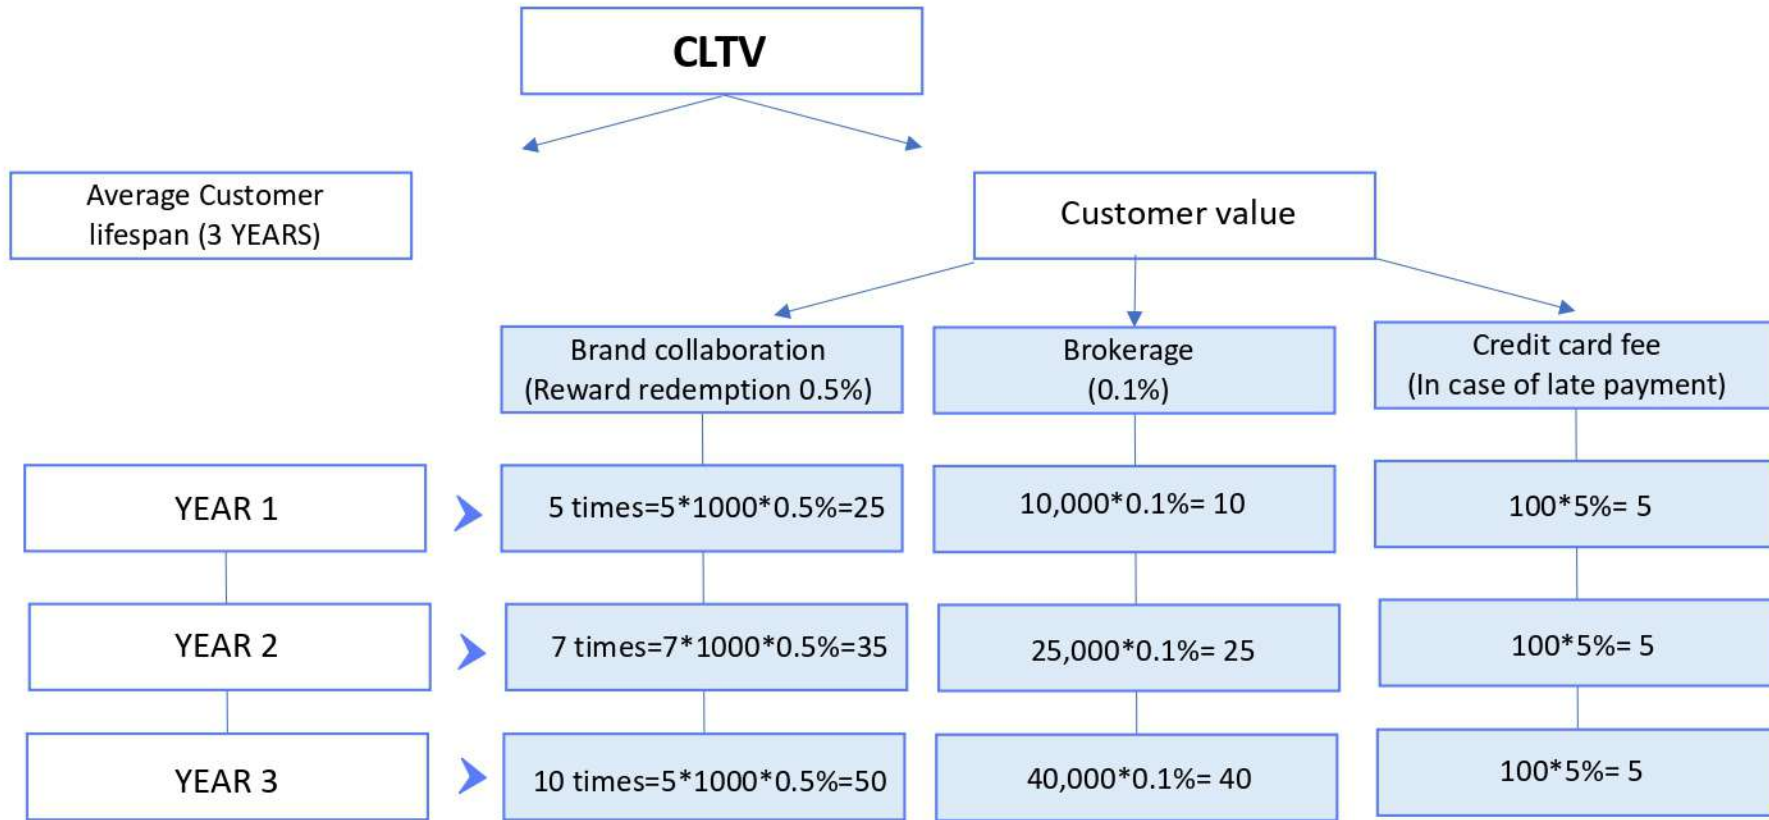 CLTV
Average Customer
lifespan (3 YEARS)
Customer value
Brand collaboration
(Reward redemption 0.5%)
Brokerage
(0.1%)
Credit card fee
(In case of late payment)
YEAR 1
5 times=5*1000*0.5%=25
10,000*0.1%= 10
100*5%= 5
YEAR 2
7 times=7*1000*0.5%=35
25,000*0.1%= 25
100*5%= 5
YEAR 3
10 times=5*1000*0.5%=50
40,000*0.1%= 40
100*5%= 5